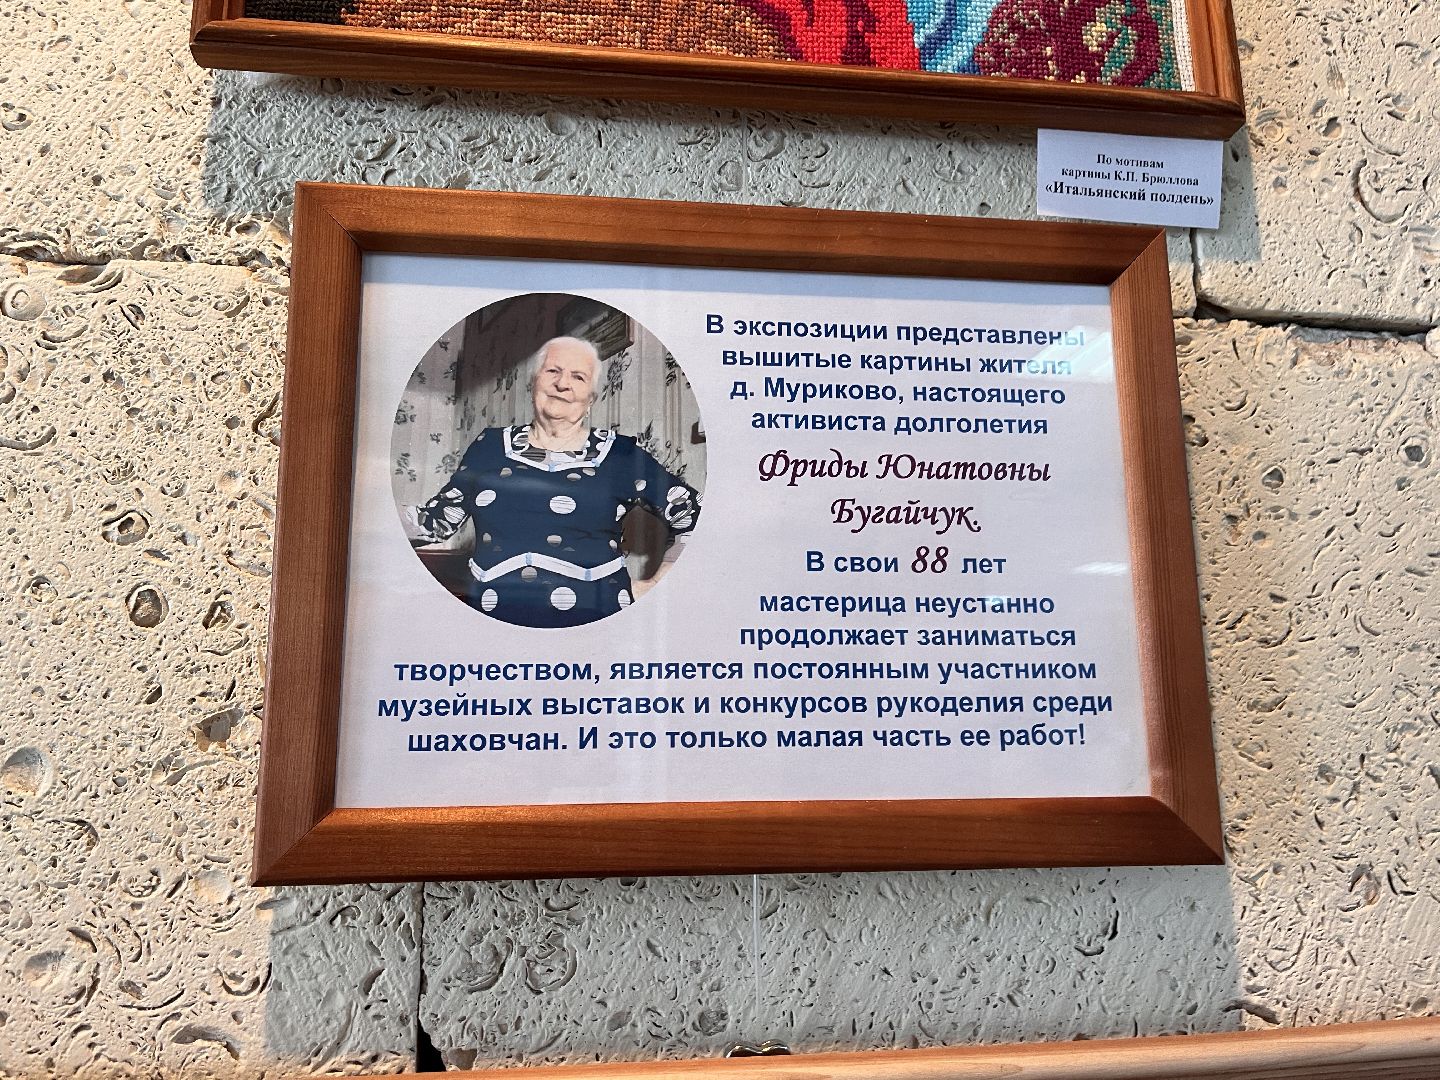 По мотивам
картины К.П. Брюллова
«Итальянский полдень»
В экспозиции представлены
вышитые картины жителя
д. Муриково, настоящего
активиста долголетия
Фриды Юнатовны
Бугайчук.
В свои 88 лет
мастерица неустанно
продолжает заниматься
творчеством, является постоянным участником
музейных выставок и конкурсов рукоделия среди
шаховчан. И это только малая часть ее работ!